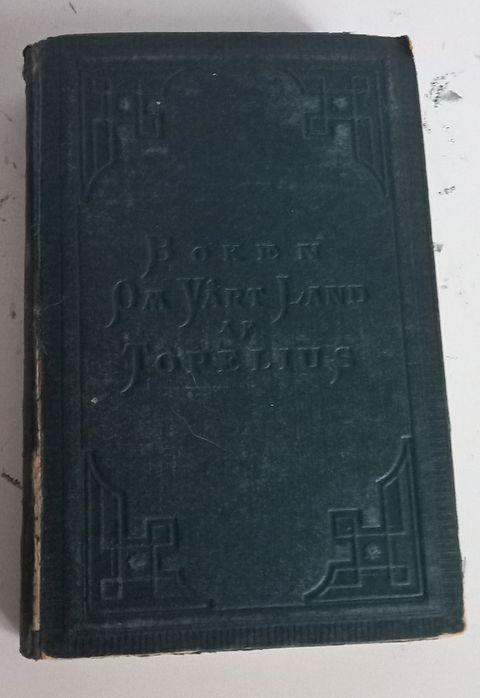 BOKEN
OM VÅRT LAND
AF
TOPELIUS